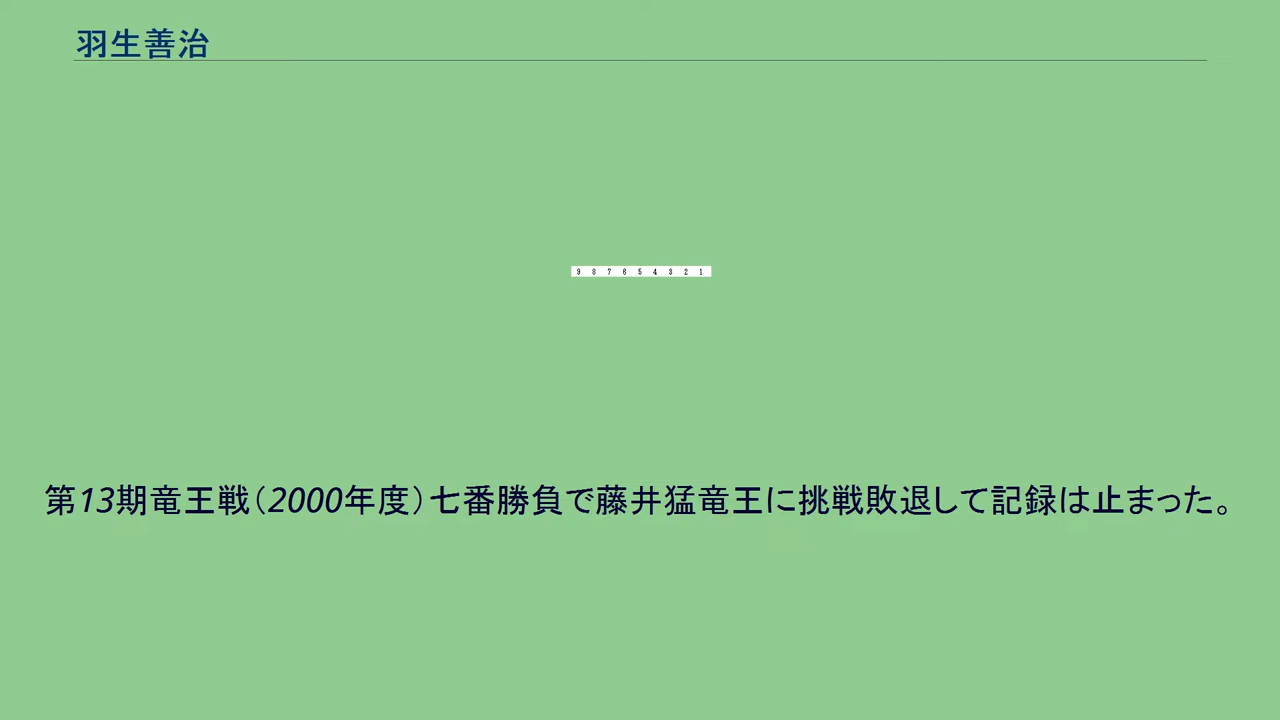 羽生善治
9 8 7 6 5 4 3 2 1
第13期竜王戦（2000年度）七番勝負で藤井猛竜王に挑戦敗退して記録は止まった。